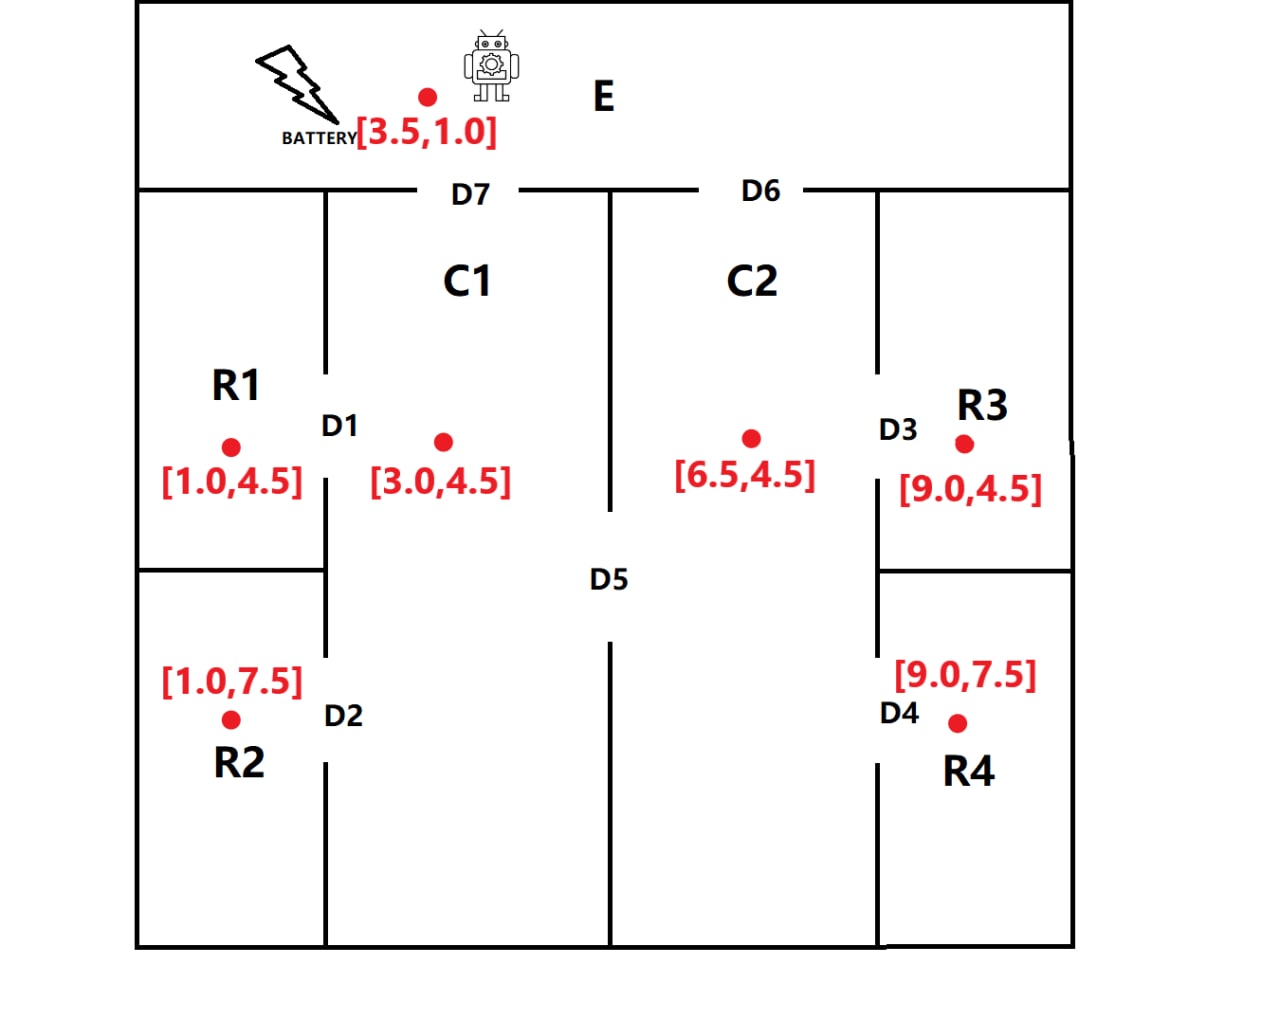 E
BATTERY
[3.5,1.0]
D7
D6
C1
C2
R1
D1
D3
R3
[1.0,4.5]
[3.0,4.5]
[6.5,4.5]
[9.0,4.5]
D5
[1.0,7.5]
[9.0,7.5]
D2
D4
R2
R4